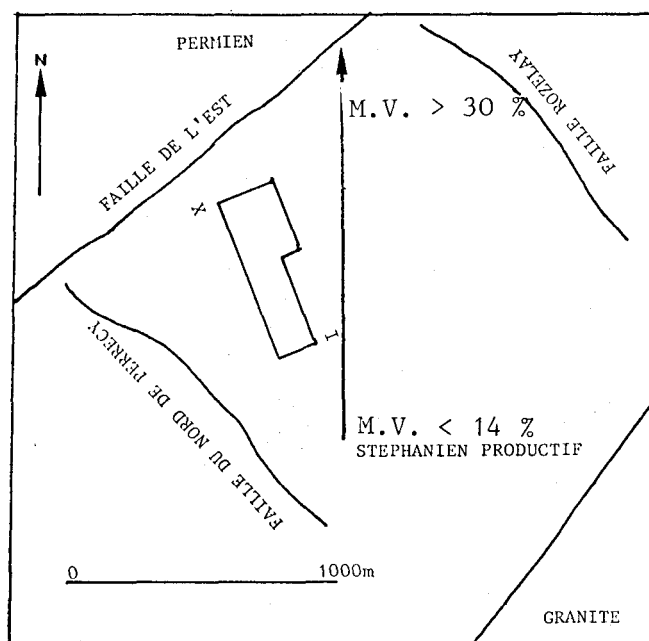 PERMIEN
N
FAILLE DE L'EST
FAILLE ROZELAY
M.V. > 30 %
X
I
FAILLE DU NORD DE PERRECY
M.V. < 14 %
STEPHANIEN PRODUCTIF
0 1000m
GRANITE